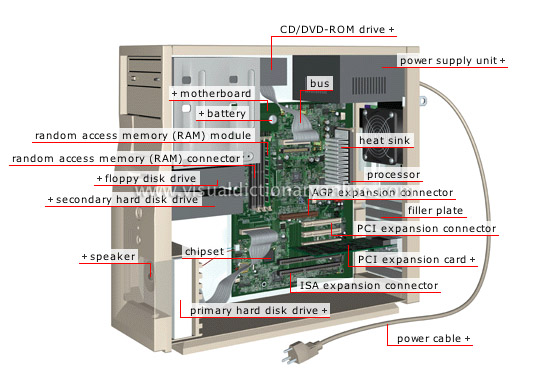 CD/DVD-ROM drive +
power supply unit +
bus
+ motherboard
+ battery
random access memory (RAM) module
heat sink
random access memory (RAM) connector
processor
+ floppy disk drive
www.visualdictionary
AGP expansion connector
+ secondary hard disk drive
filler plate
PCI expansion connector
chipset
+ speaker
PCI expansion card +
ISA expansion connector
primary hard disk drive +
power cable +